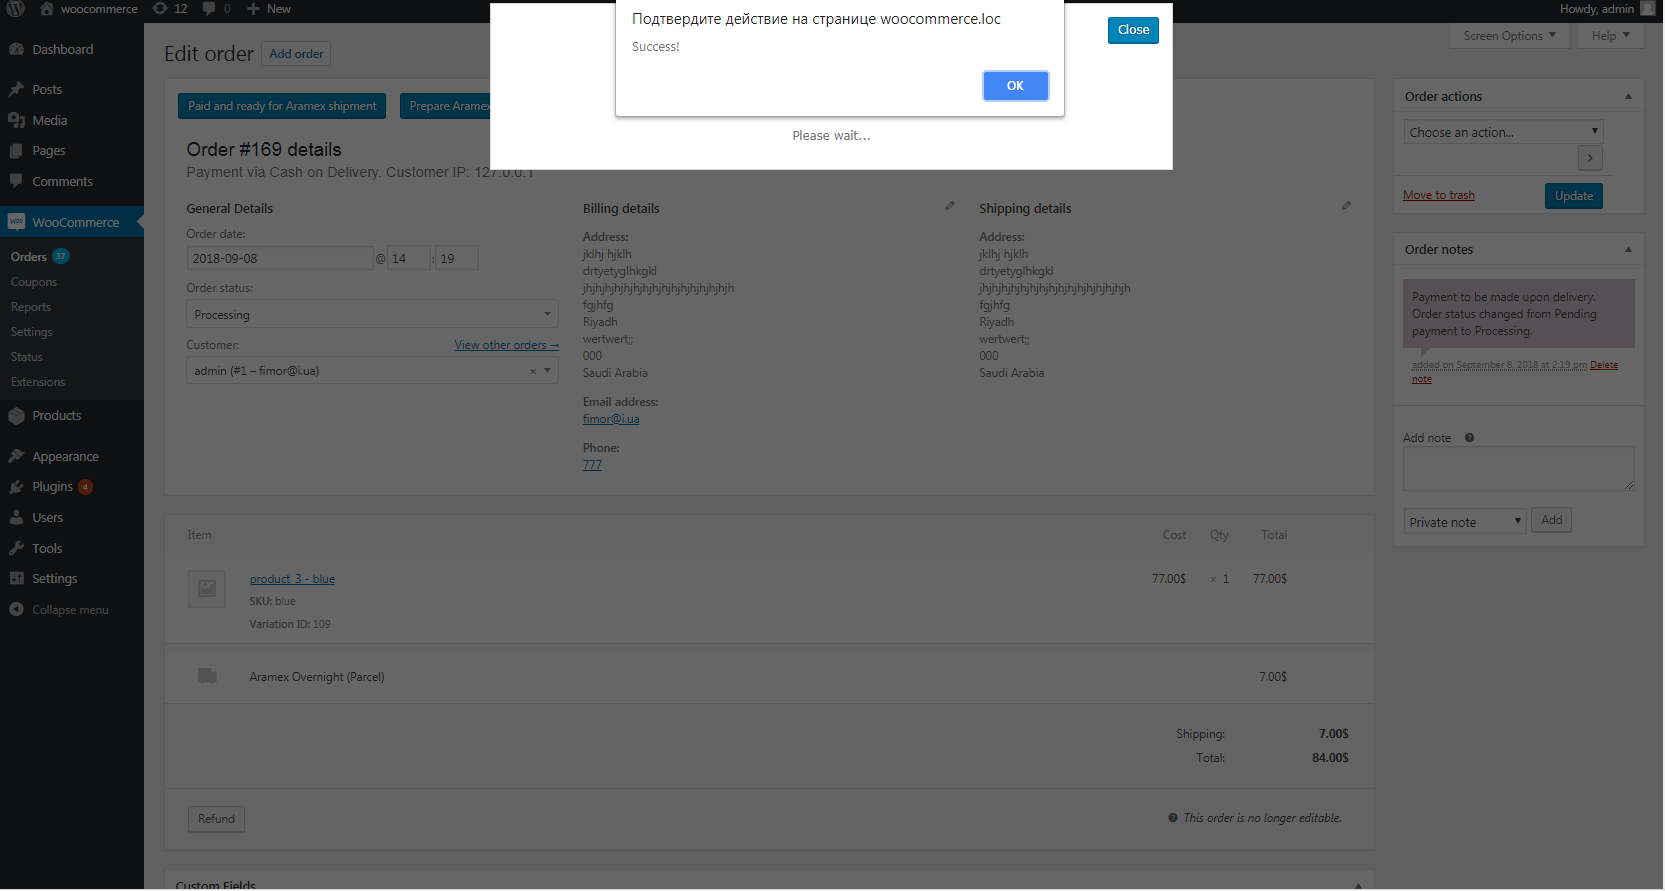 woocommerce 12 0 New
Howdy, admin
Подтвердите действие на странице woocommerce.loc
Success!
OK
Close
Please wait...
Screen Options
Help
Dashboard
Posts
Media
Pages
Comments
WooCommerce
Orders 37
Coupons
Reports
Settings
Status
Extensions
Products
Appearance
Plugins 4
Users
Tools
Settings
Collapse menu
Edit order Add order
Paid and ready for Aramex shipment Prepare Aramex
Order #169 details
Payment via Cash on Delivery. Customer IP: 127.0.0.1
General Details
Order date:
2018-09-08 @ 14 : 19
Order status:
Processing
Customer: View other orders →
admin (#1 – fimor@i.ua) ×
Billing details
Address:
jklhj hjklh
drtyetyglhkgkl
jhjhjhjhjhjhjhjhjhjhjhjhjhjhjh
fgjhfg
Riyadh
wertwert;;
000
Saudi Arabia
Email address:
fimor@i.ua
Phone:
777
Shipping details
Address:
jklhj hjklh
drtyetyglhkgkl
jhjhjhjhjhjhjhjhjhjhjhjhjhjhjh
fgjhfg
Riyadh
wertwert;;
000
Saudi Arabia
Item Cost Qty Total
product 3 - blue 77.00$ × 1 77.00$
SKU: blue
Variation ID: 109
Aramex Overnight (Parcel) 7.00$
Shipping: 7.00$
Total: 84.00$
Refund
This order is no longer editable.
Custom Fields
Order actions
Choose an action...
Move to trash
Update
Order notes
Payment to be made upon delivery.
Order status changed from Pending
payment to Processing.
added on September 8, 2018 at 2:19 pm Delete
note
Add note
Private note
Add